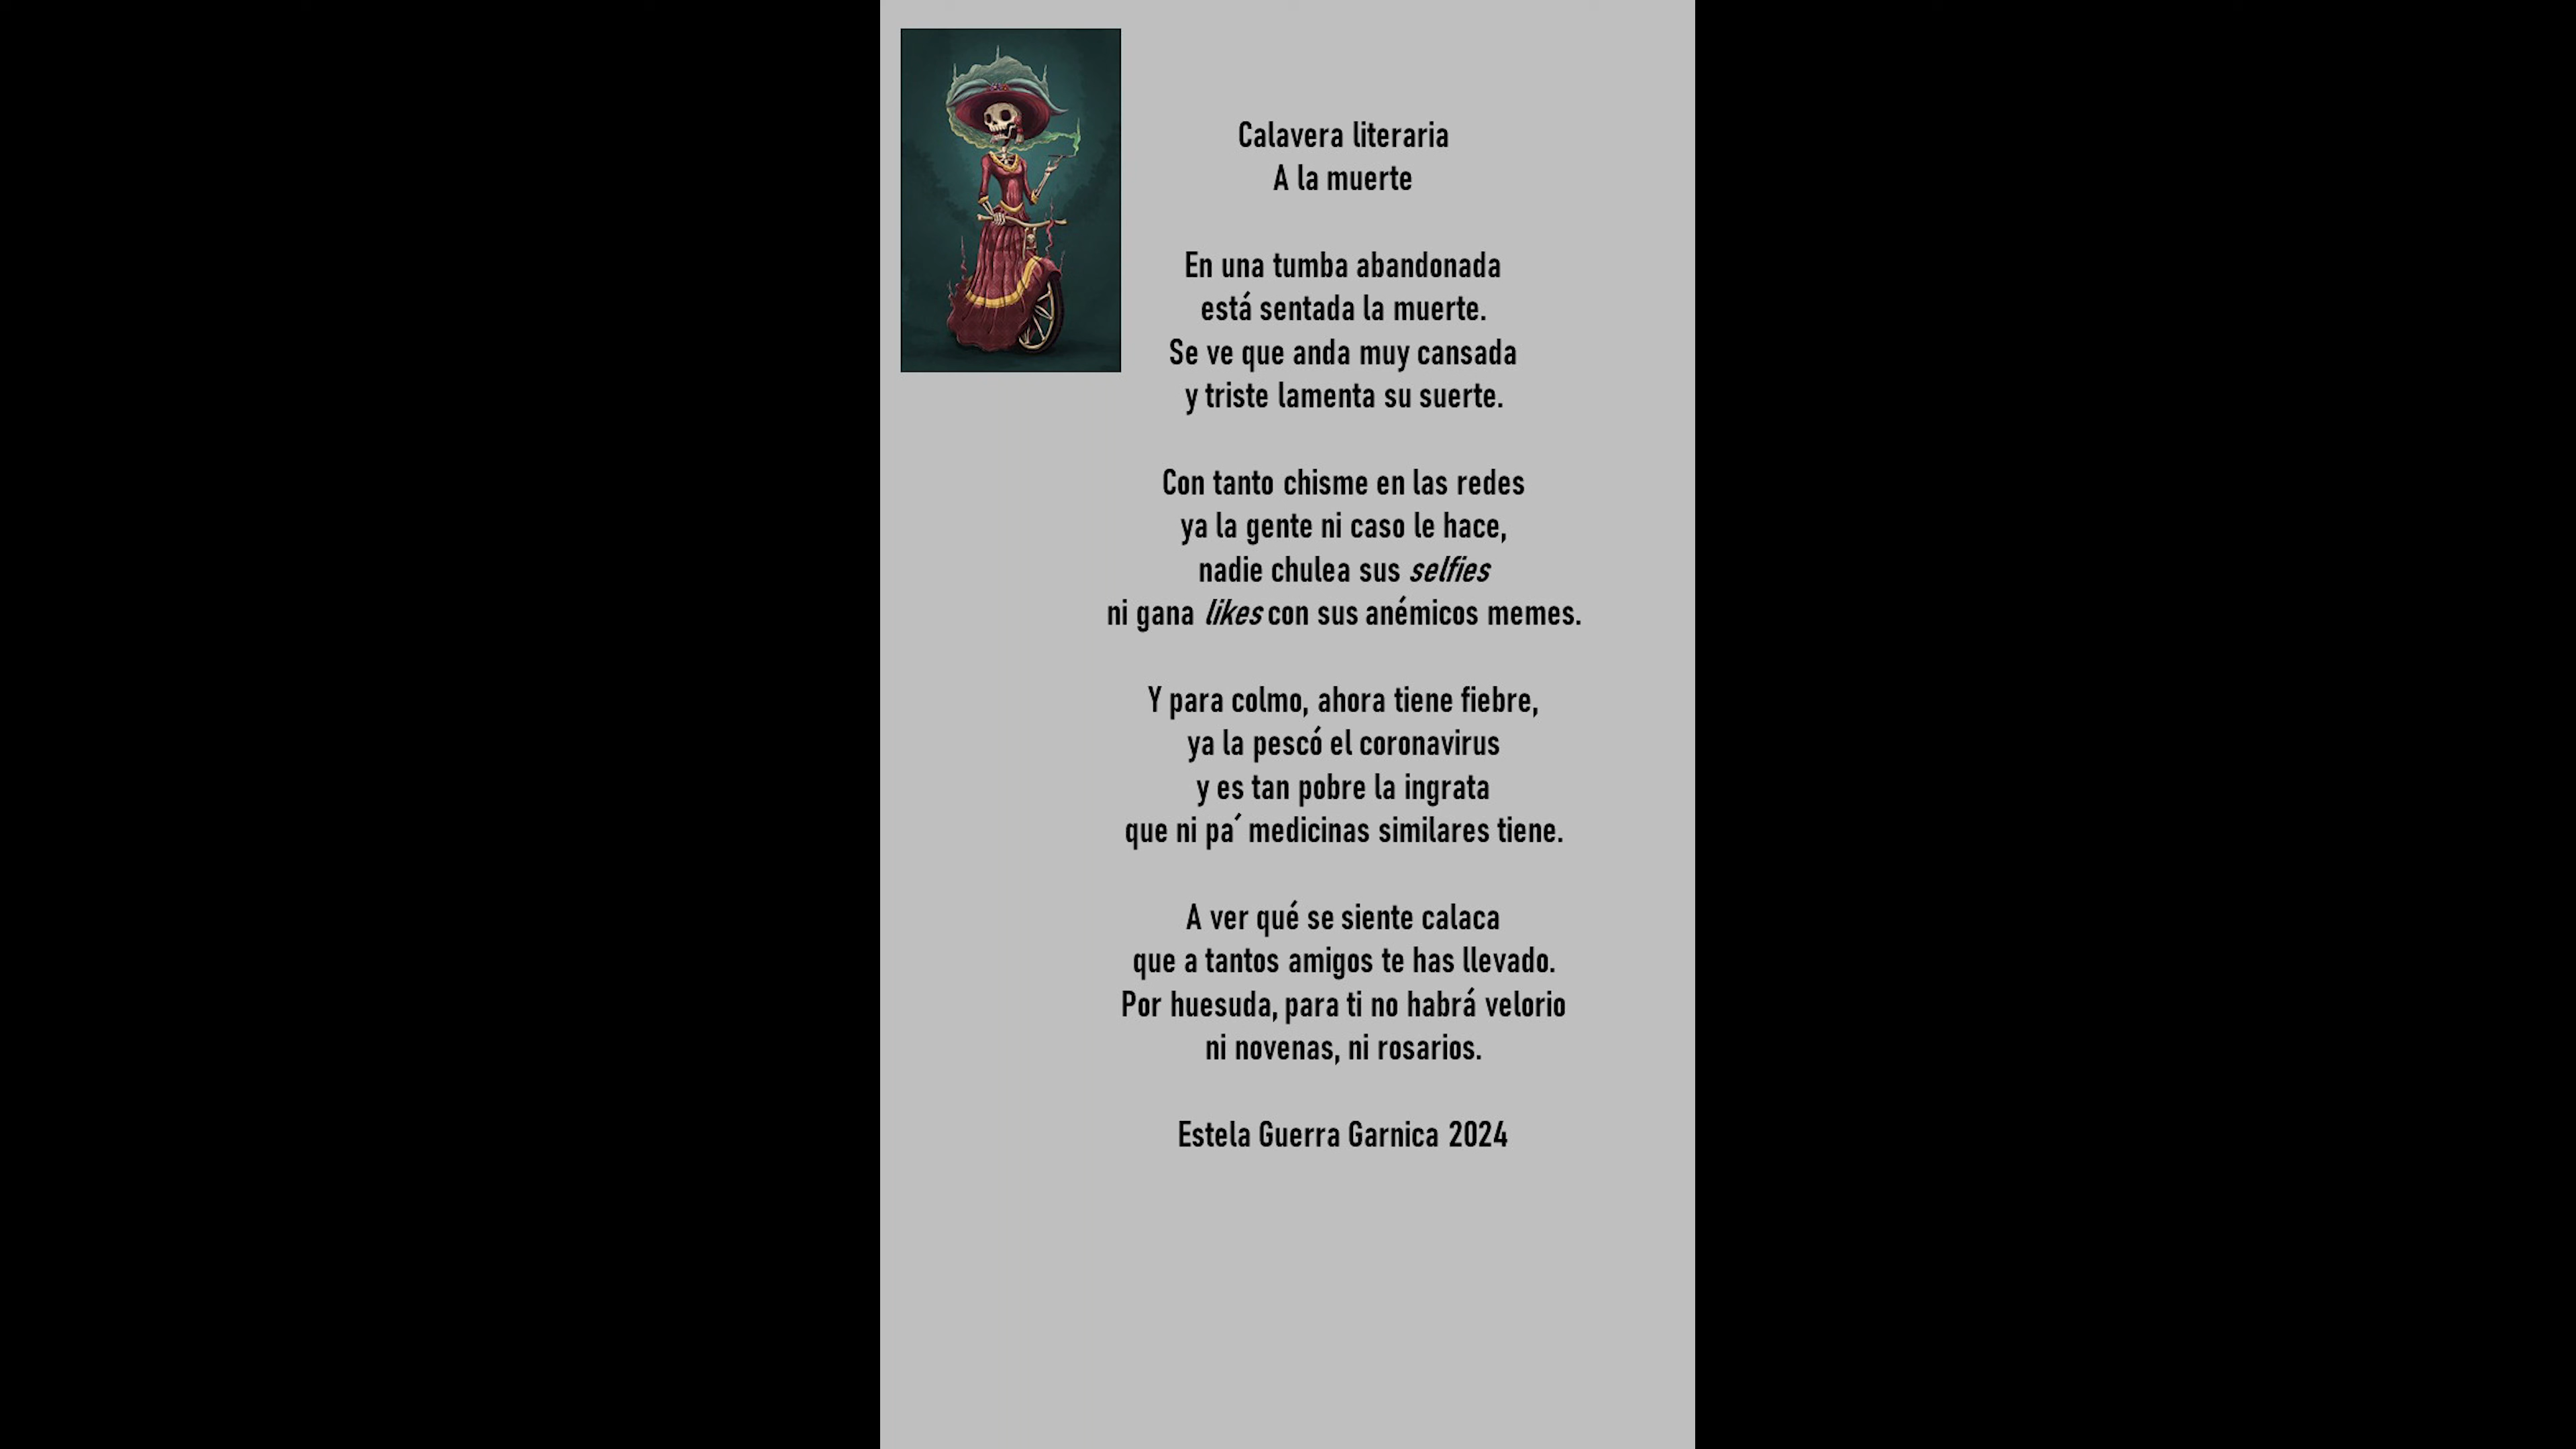 Calavera literaria
A la muerte
En una tumba abandonada
está sentada la muerte.
Se ve que anda muy cansada
y triste lamenta su suerte.
Con tanto chisme en las redes
ya la gente ni caso le hace,
nadie chulea sus selfies
ni gana likes con sus anémicos memes.
Y para colmo, ahora tiene fiebre,
ya la pescó el coronavirus
y es tan pobre la ingrata
que ni pa´ medicinas similares tiene.
A ver qué se siente calaca
que a tantos amigos te has llevado.
Por huesuda, para ti no habrá velorio
ni novenas, ni rosarios.
Estela Guerra Garnica 2024